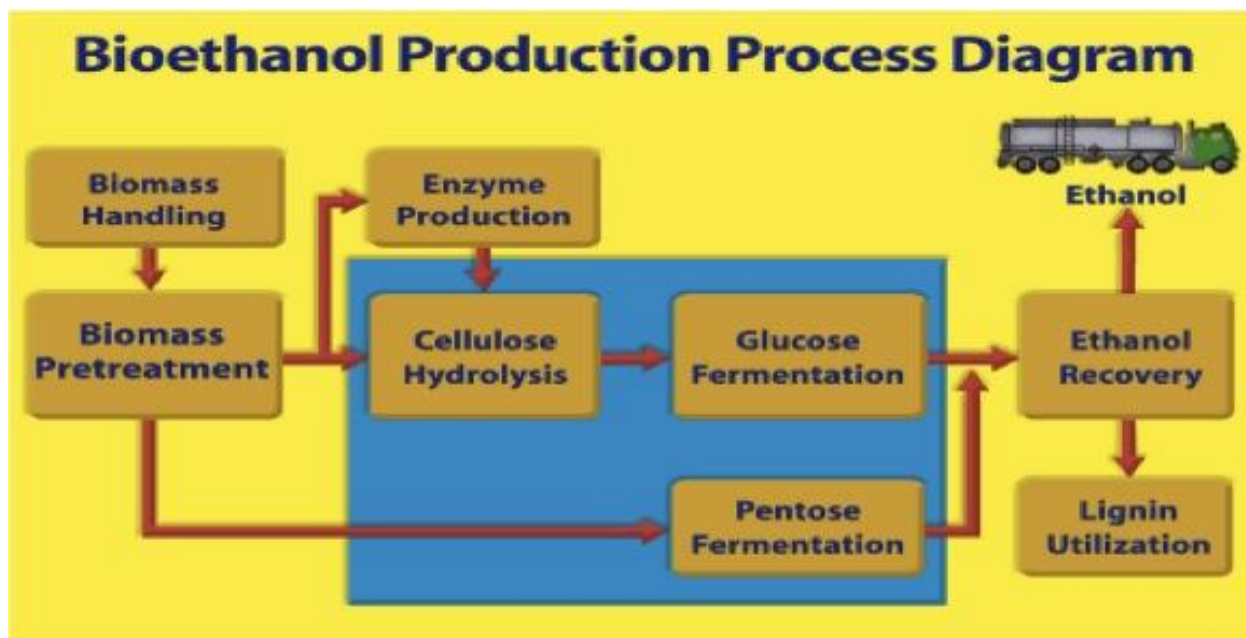 Bioethanol Production Process Diagram
Biomass
Handling
Enzyme
Production
Ethanol
Biomass
Pretreatment
Cellulose
Hydrolysis
Glucose
Fermentation
Ethanol
Recovery
Pentose
Fermentation
Lignin
Utilization